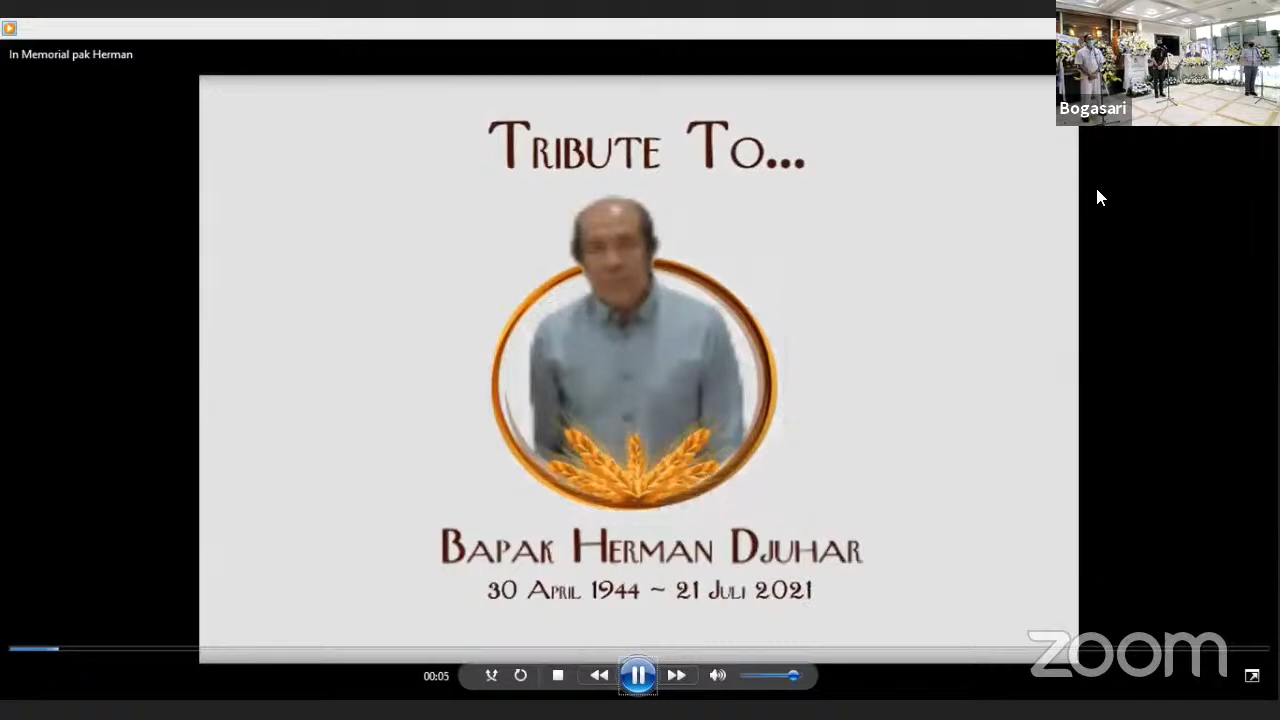 In Memorial pak Herman
Bogasari
TRIBUTE TO...
BAPAK HERMAN DJUHAR
30 APRIL 1944 ~ 21 JULI 2021
00:05
zoom